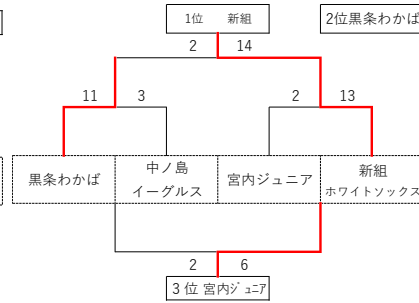 1位 新組
2位黒条わかば
2 14
11 3 2 13
黒条わかば
中ノ島
イーグルス
宮内ジュニア
新組
ホワイトソックス
2 6
3位 宮内ジュニア